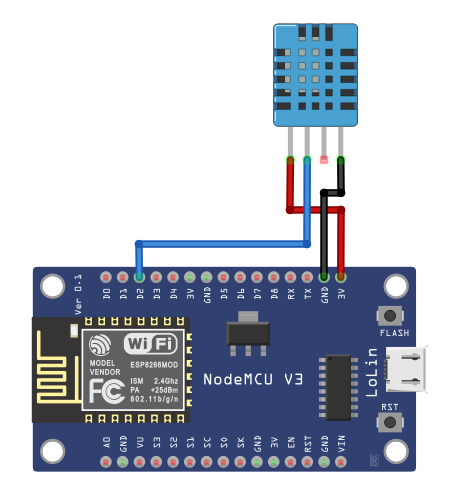 D0 D1 D2 D3 D4 3V GND D5 D6 D7 D8 RX TX GND 3V
Ver 0.1
FLASH
WiFi
MODEL
VENDOR
ESP8266MOD
FC
ISM 2.4Ghz
PA +25dBm
802.11b/g/n
NodeMCU V3
LoLin
RST
A0 GND VU S3 S2 S1 SC S0 SK GND 3V EN RST GND VIN